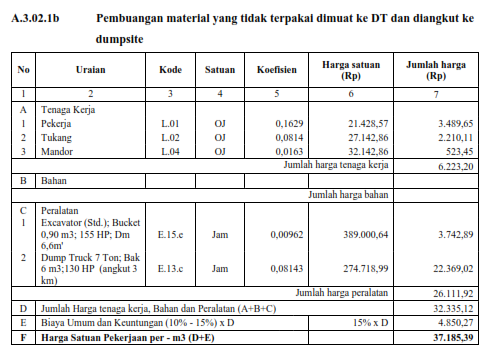 A.3.02.1b Pembuangan material yang tidak terpakai dimuat ke DT dan diangkut ke
dumpsite
No Uraian Kode Satuan Koefisien Harga satuan (Rp) Jumlah harga (Rp)
1 2 3 4 5 6 7
A Tenaga Kerja
1 Pekerja L.01 OJ 0,1629 21.428,57 3.489,65
2 Tukang L.02 OJ 0,0814 27.142,86 2.210,11
3 Mandor L.04 OJ 0,0163 32.142,86 523,45
Jumlah harga tenaga kerja 6.223,20
B Bahan
Jumlah harga bahan
C Peralatan
1 Excavator (Std.); Bucket
0,90 m3; 155 HP; Dm E.15.c Jam 0,00962 389.000,64 3.742,89
6,6m'
2 Dump Truck 7 Ton; Bak
6 m3;130 HP (angkut 3 E.13.c Jam 0,08143 274.718,99 22.369,02
km)
Jumlah harga peralatan 26.111,92
D Jumlah Harga tenaga kerja, Bahan dan Peralatan (A+B+C) 32.335,12
E Biaya Umum dan Keuntungan (10% - 15%) x D 15% x D 4.850,27
F Harga Satuan Pekerjaan per - m3 (D+E) 37.185,39